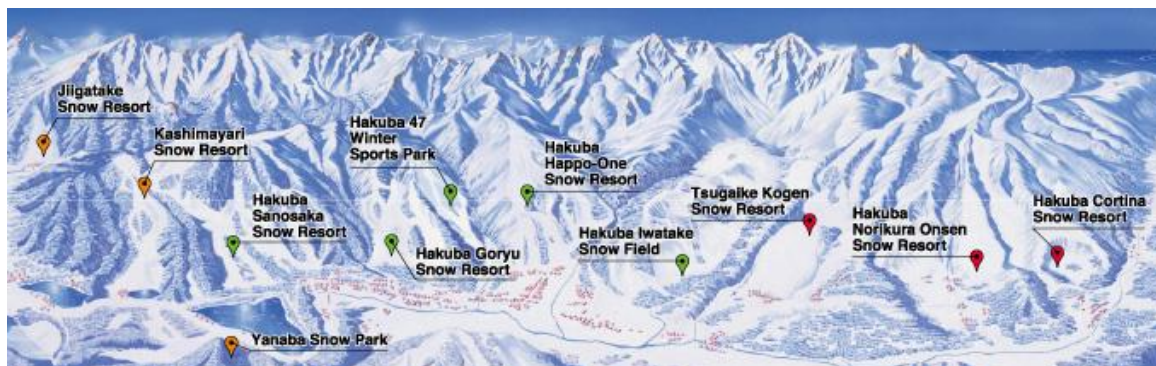 Jiigatake
Snow Resort
Kashimayari
Snow Resort
Hakuba
Sanosaka
Snow Resort
Hakuba 47
Winter
Sports Park
Hakuba Goryu
Snow Resort
Hakuba
Happo-One
Snow Resort
Hakuba Iwatake
Snow Field
Tsugaike Kogen
Snow Resort
Hakuba
Norikura Onsen
Snow Resort
Hakuba Cortina
Snow Resort
Yanaba Snow Park